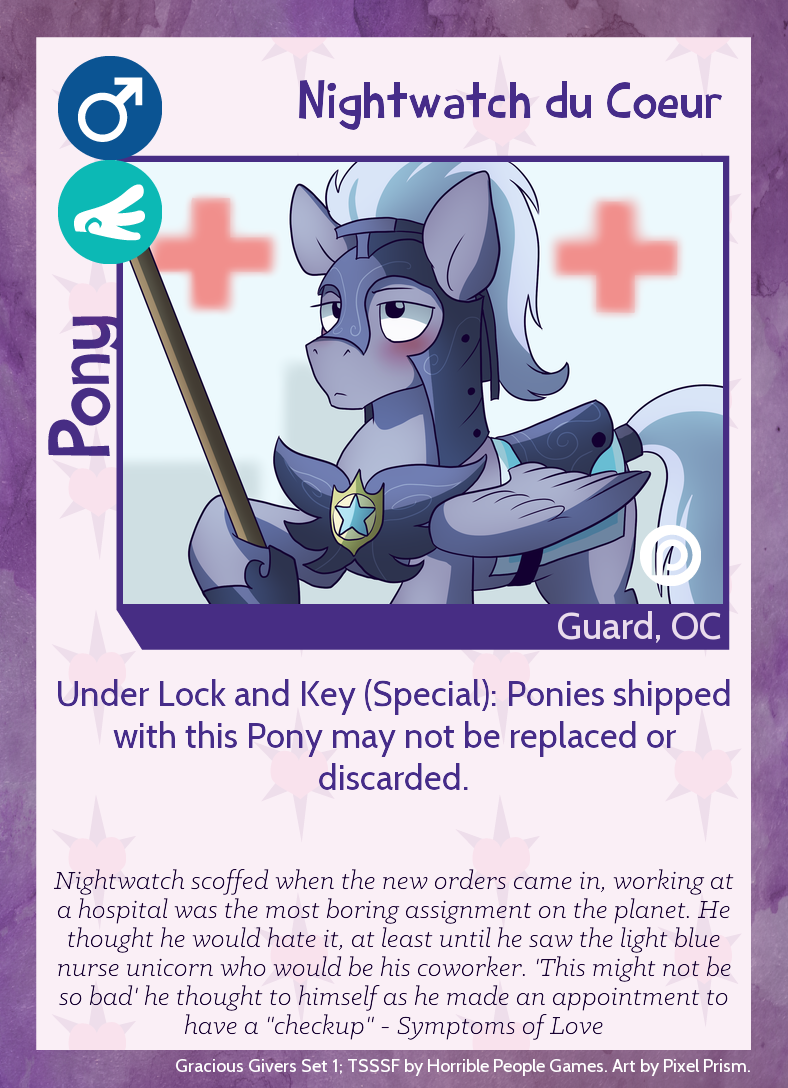 Nightwatch du Coeur
Pony
Guard, OC
Under Lock and Key (Special): Ponies shipped
with this Pony may not be replaced or
discarded.
Nightwatch scoffed when the new orders came in, working at
a hospital was the most boring assignment on the planet. He
thought he would hate it, at least until he saw the light blue
nurse unicorn who would be his coworker. 'This might not be
so bad' he thought to himself as he made an appointment to
have a "checkup" - Symptoms of Love
Gracious Givers Set 1; TSSSF by Horrible People Games. Art by Pixel Prism.